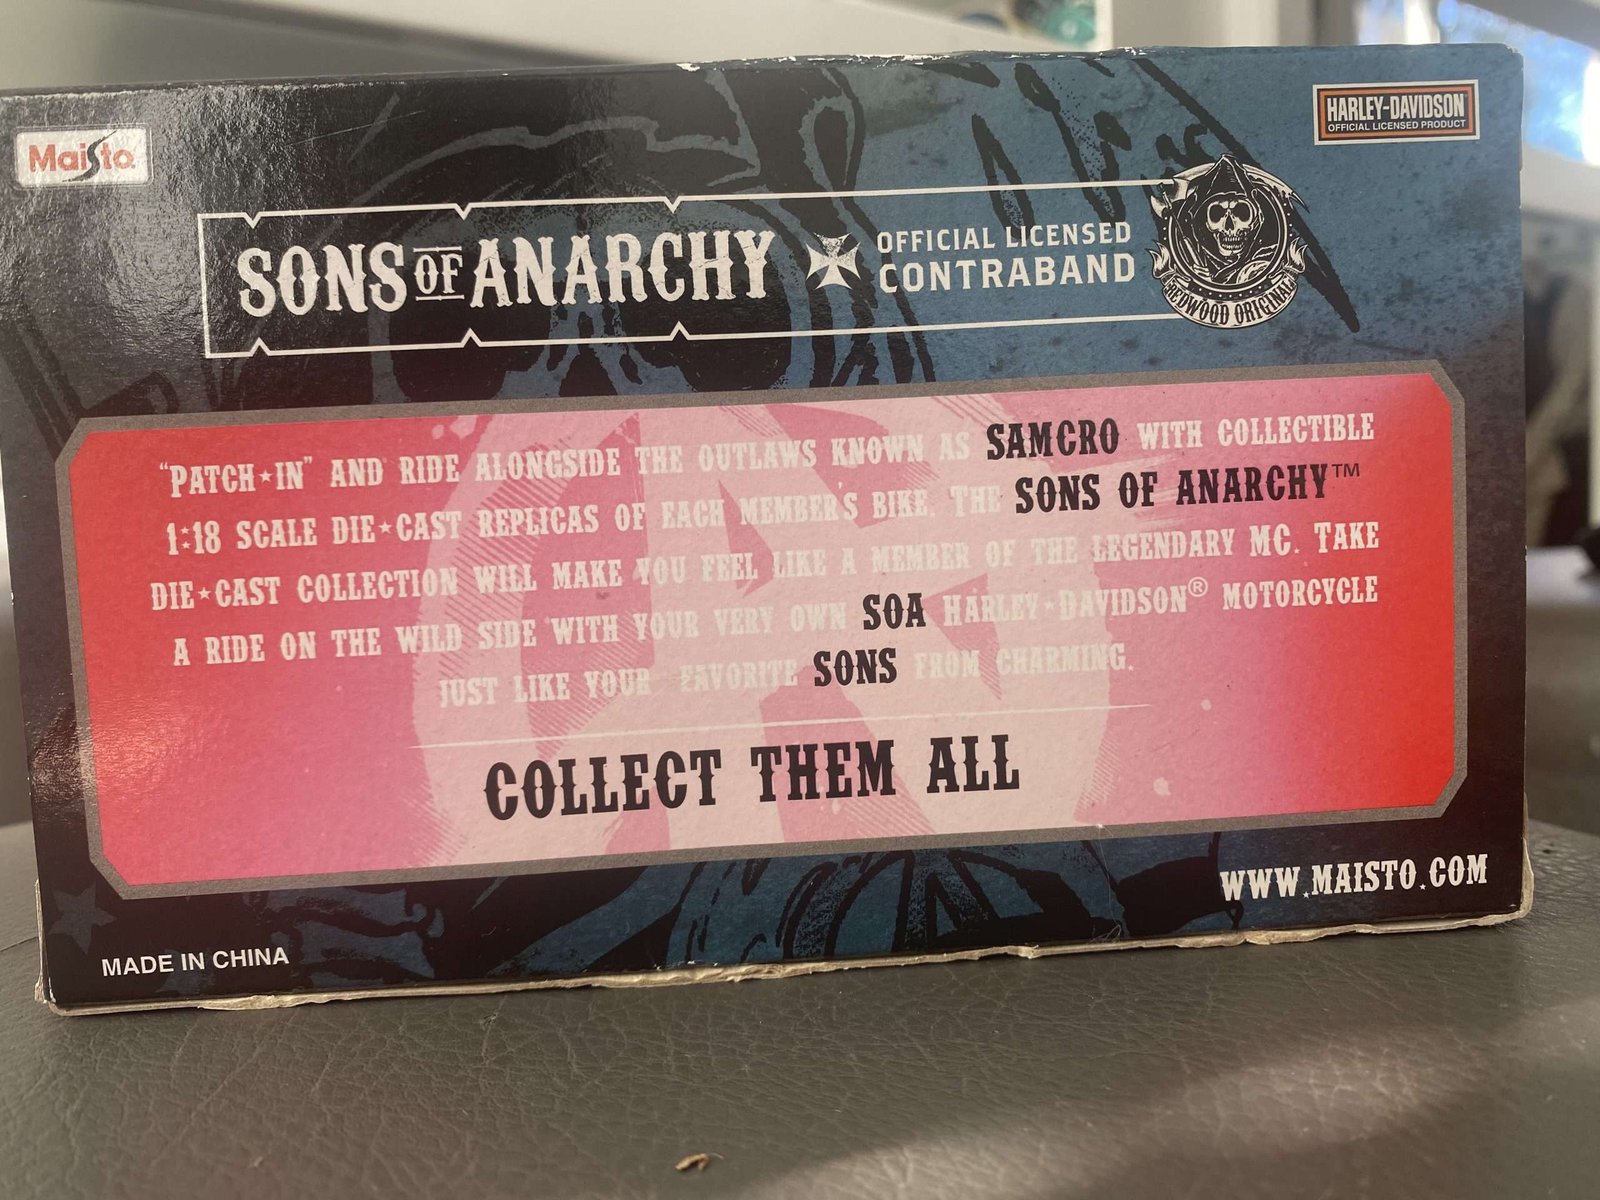 Maisto
HARLEY-DAVIDSON
OFFICIAL LICENSED PRODUCT
SONS OF ANARCHY
OFFICIAL LICENSED
CONTRABAND
REDWOOD ORIGINAL
"PATCH★IN" AND RIDE ALONGSIDE THE OUTLAWS KNOWN AS SAMCRO WITH COLLECTIBLE
1:18 SCALE DIE★CAST REPLICAS OF EACH MEMBER'S BIKE. THE SONS OF ANARCHY™
DIE★CAST COLLECTION WILL MAKE YOU FEEL LIKE A MEMBER OF THE LEGENDARY MC. TAKE
A RIDE ON THE WILD SIDE WITH YOUR VERY OWN SOA HARLEY★DAVIDSON® MOTORCYCLE
JUST LIKE YOUR FAVORITE SONS FROM CHARMING.
COLLECT THEM ALL
WWW.MAISTO.COM
MADE IN CHINA